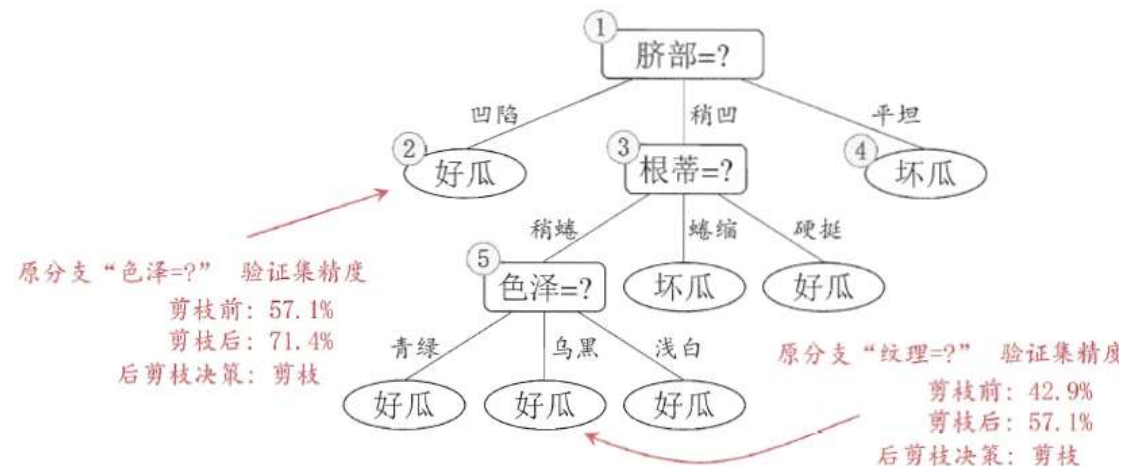 ①
脐部=?
凹陷
稍凹
平坦
②
好瓜
③
根蒂=?
④
坏瓜
稍蜷
蜷缩
硬挺
⑤
色泽=?
坏瓜
好瓜
原分支“色泽=?” 验证集精度
剪枝前: 57.1%
剪枝后: 71.4%
后剪枝决策: 剪枝
青绿
乌黑
浅白
好瓜
好瓜
好瓜
原分支“纹理=?” 验证集精度
剪枝前: 42.9%
剪枝后: 57.1%
后剪枝决策: 剪枝